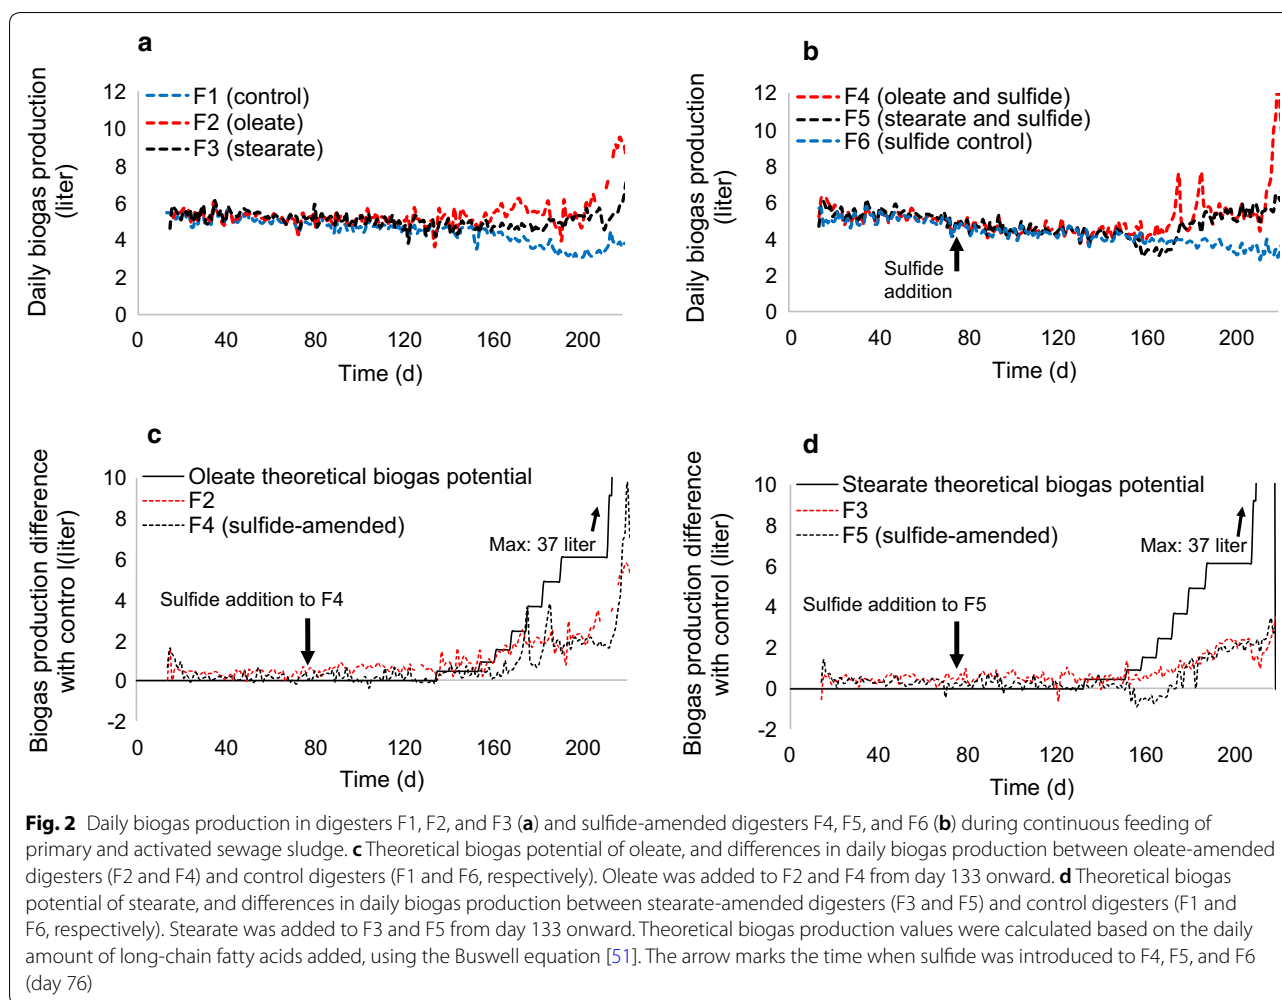 a
Daily biogas production
(liter)
12
10
8
6
4
2
0
F1 (control)
F2 (oleate)
F3 (stearate)
0 40 80 120 160 200
Time (d)
b
Daily biogas production
(liter)
12
10
8
6
4
2
0
F4 (oleate and sulfide)
F5 (stearate and sulfide)
F6 (sulfide control)
Sulfide
addition
0 40 80 120 160 200
Time (d)
c
Biogas production difference
with contro l(liter)
10
8
6
4
2
0
-2
Oleate theoretical biogas potential
F2
F4 (sulfide-amended)
Max: 37 liter
Sulfide addition to F4
0 40 80 120 160 200
Time (d)
d
Biogas production difference
with control (liter)
10
8
6
4
2
0
-2
Stearate theoretical biogas potential
F3
F5 (sulfide-amended)
Max: 37 liter
Sulfide addition to F5
0 40 80 120 160 200
Time (d)
Fig. 2 Daily biogas production in digesters F1, F2, and F3 (a) and sulfide-amended digesters F4, F5, and F6 (b) during continuous feeding of
primary and activated sewage sludge. c Theoretical biogas potential of oleate, and differences in daily biogas production between oleate-amended
digesters (F2 and F4) and control digesters (F1 and F6, respectively). Oleate was added to F2 and F4 from day 133 onward. d Theoretical biogas
potential of stearate, and differences in daily biogas production between stearate-amended digesters (F3 and F5) and control digesters (F1 and
F6, respectively). Stearate was added to F3 and F5 from day 133 onward. Theoretical biogas production values were calculated based on the daily
amount of long-chain fatty acids added, using the Buswell equation [51]. The arrow marks the time when sulfide was introduced to F4, F5, and F6
(day 76)